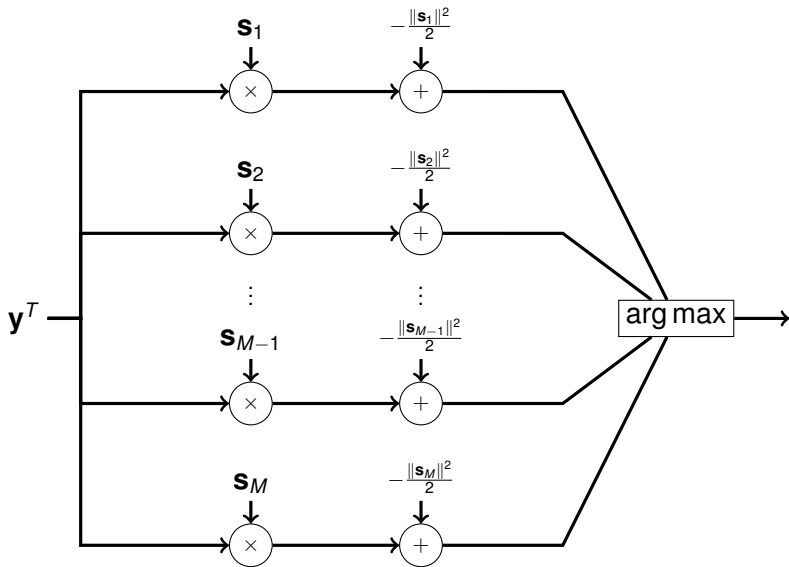 𝐬₁ −‖𝐬₁‖²/2
× +
𝐬₂ −‖𝐬₂‖²/2
× +
⋮ ⋮
𝐲ᵀ arg max
𝐬_{M−1} −‖𝐬_{M−1}‖²/2
× +
𝐬_M −‖𝐬_M‖²/2
× +